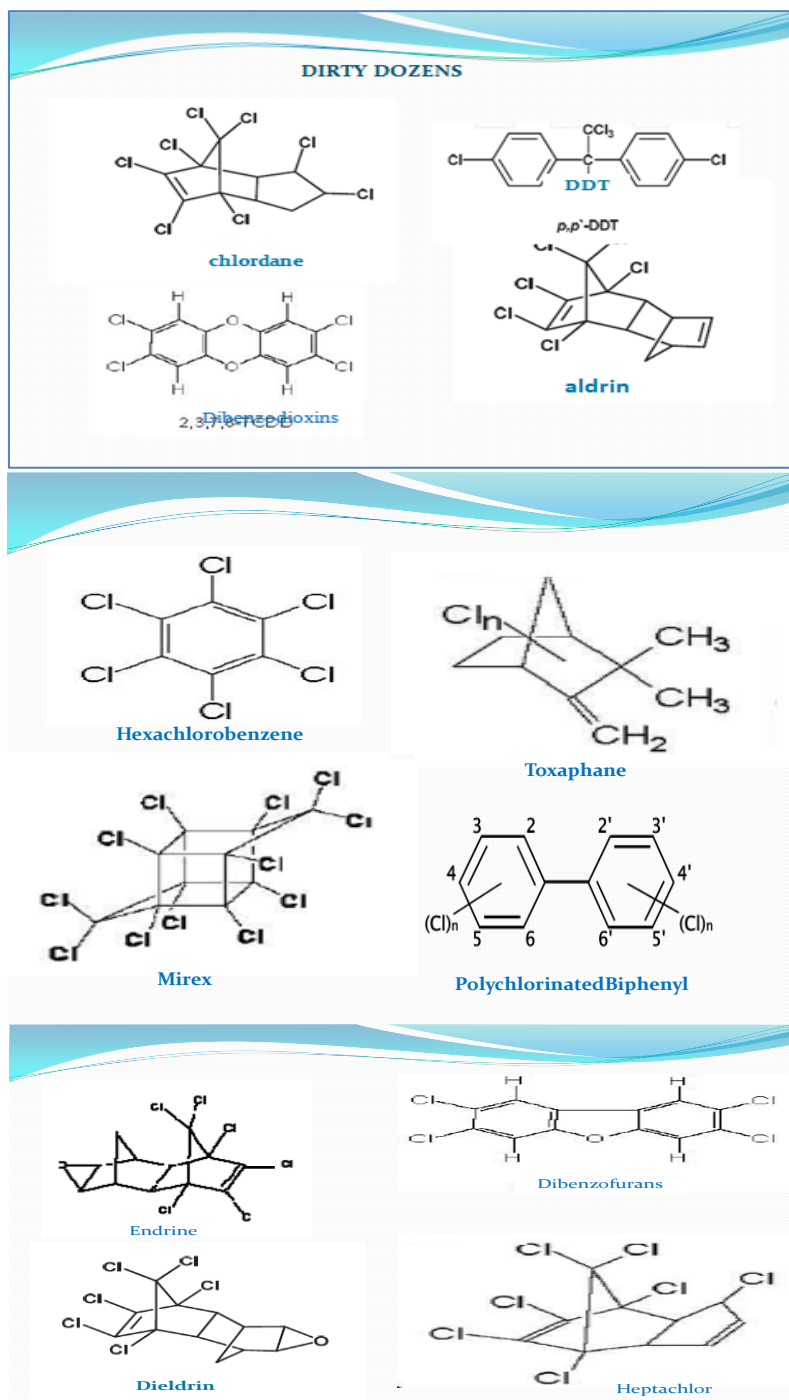 DIRTY DOZENS
Cl
Cl
Cl
Cl
Cl
Cl
Cl
Cl
chlordane
CCl3
Cl
C
Cl
DDT
p,p`-DDT
H H
Cl O Cl
Cl O Cl
H H
Dibenzodioxins
2,3,7,8-TCDD
Cl
Cl
Cl
Cl
Cl
Cl
aldrin
Cl
Cl Cl
Cl Cl
Cl
Hexachlorobenzene
Cln
CH3
CH3
CH2
Toxaphane
Cl Cl Cl
Cl Cl
Cl Cl
Cl Cl
Cl Cl
Cl
Mirex
3 2 2' 3'
4 4'
(Cl)n (Cl)n
5 6 6' 5'
Polychlorinated Biphenyl
Cl Cl
Cl
Cl
Cl
Endrine
H H
Cl Cl
Cl O Cl
H H
Dibenzofurans
Cl Cl
Cl Cl
Cl
Cl
O
Dieldrin
Cl Cl
Cl Cl
Cl
Cl
Cl
Heptachlor